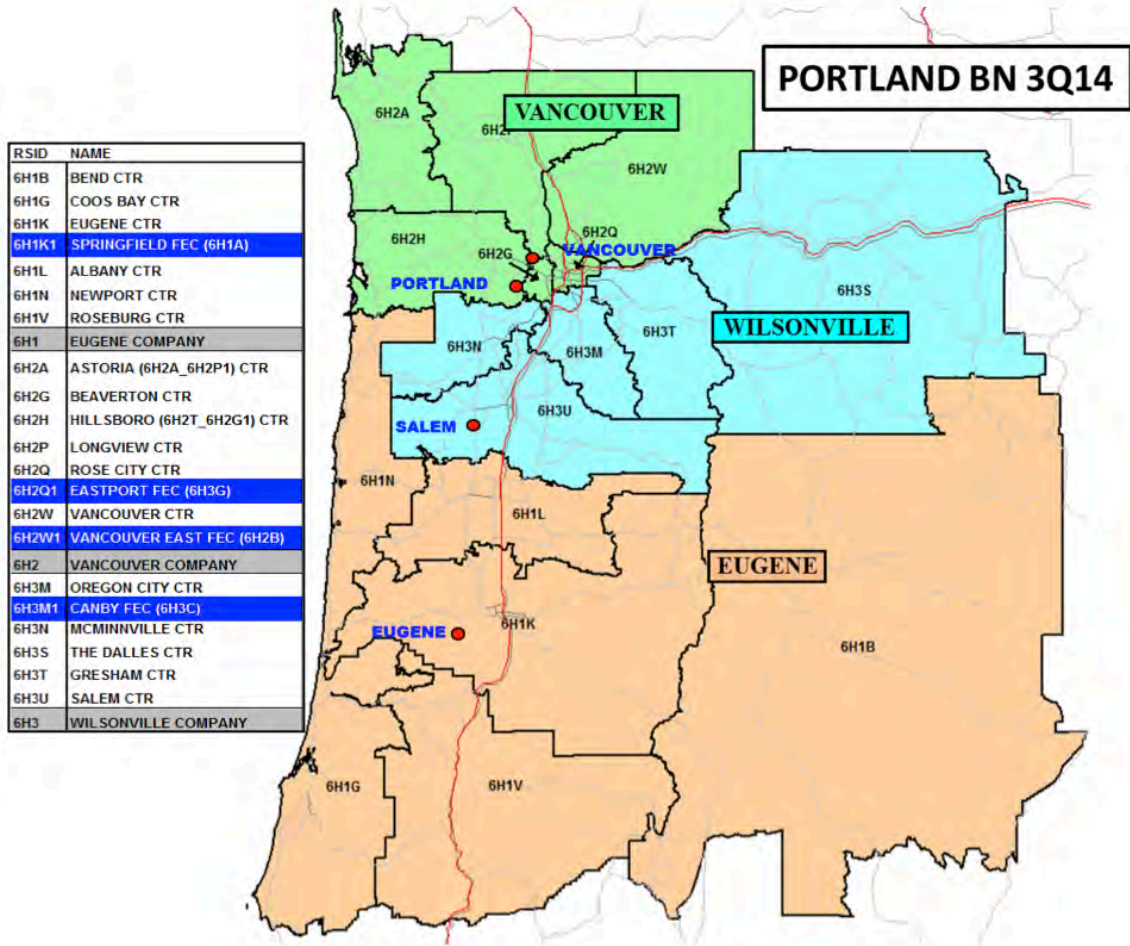 PORTLAND BN 3Q14
RSID NAME
6H1B BEND CTR
6H1G COOS BAY CTR
6H1K EUGENE CTR
6H1K1 SPRINGFIELD FEC (6H1A)
6H1L ALBANY CTR
6H1N NEWPORT CTR
6H1V ROSEBURG CTR
6H1 EUGENE COMPANY
6H2A ASTORIA (6H2A_6H2P1) CTR
6H2G BEAVERTON CTR
6H2H HILLSBORO (6H2T_6H2G1) CTR
6H2P LONGVIEW CTR
6H2Q ROSE CITY CTR
6H2Q1 EASTPORT FEC (6H3G)
6H2W VANCOUVER CTR
6H2W1 VANCOUVER EAST FEC (6H2B)
6H2 VANCOUVER COMPANY
6H3M OREGON CITY CTR
6H3M1 CANBY FEC (6H3C)
6H3N MCMINNVILLE CTR
6H3S THE DALLES CTR
6H3T GRESHAM CTR
6H3U SALEM CTR
6H3 WILSONVILLE COMPANY
6H2A
VANCOUVER
6H2W
6H2H
6H2Q
6H2G
VANCOUVER
PORTLAND
6H3S
6H3T
WILSONVILLE
6H3N
6H3M
6H3U
SALEM
6H1N
6H1L
EUGENE
EUGENE
6H1K
6H1B
6H1G
6H1V